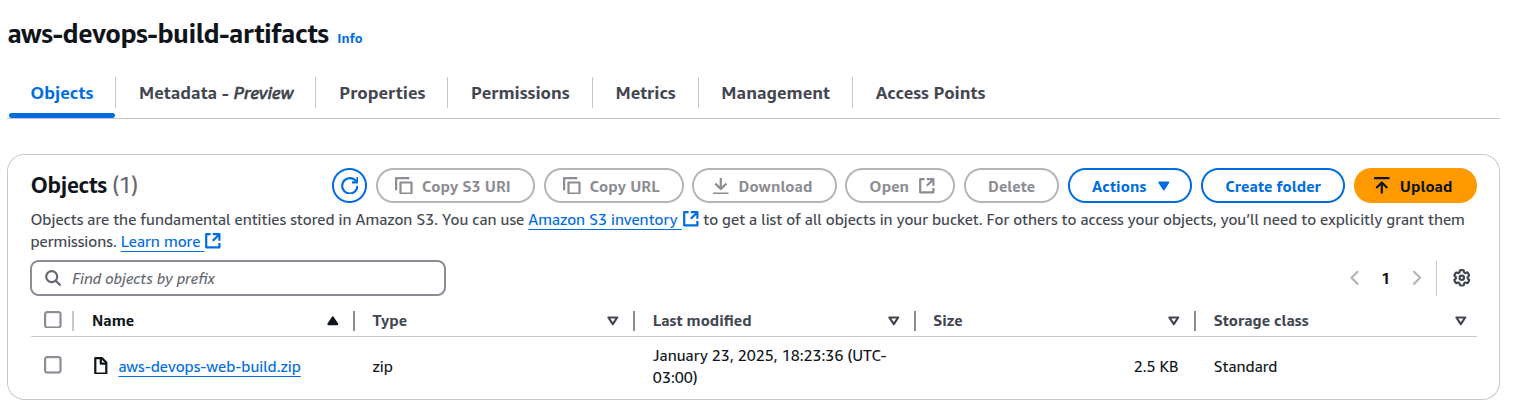 aws-devops-build-artifacts Info
Objects Metadata - Preview Properties Permissions Metrics Management Access Points
Objects (1) Copy S3 URI Copy URL Download Open Delete Actions Create folder Upload
Objects are the fundamental entities stored in Amazon S3. You can use Amazon S3 inventory to get a list of all objects in your bucket. For others to access your objects, you'll need to explicitly grant them
permissions. Learn more
Find objects by prefix 1
Name Type Last modified Size Storage class
aws-devops-web-build.zip zip January 23, 2025, 18:23:36 (UTC-
03:00) 2.5 KB Standard